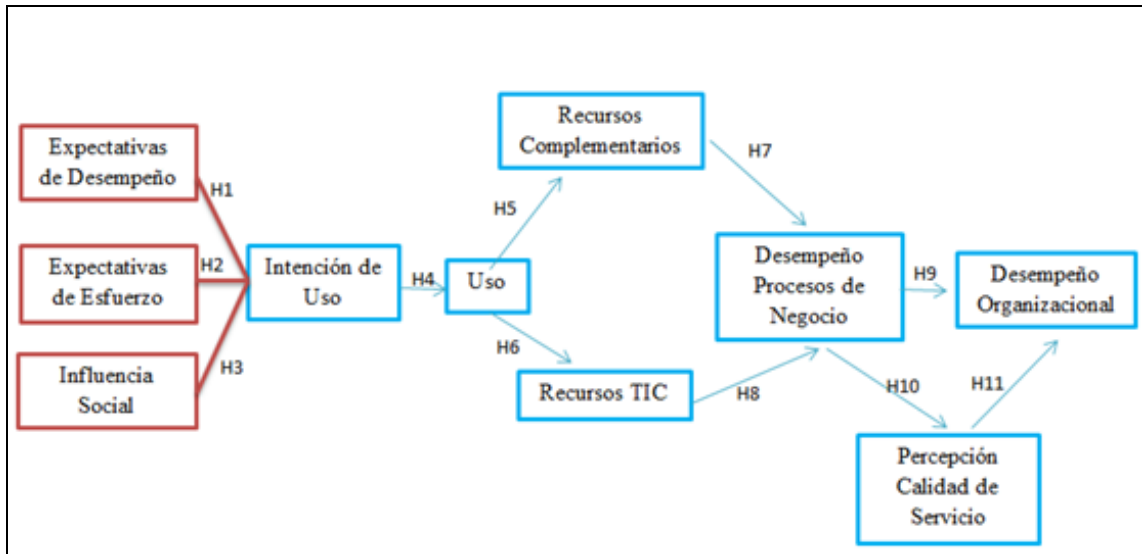 Expectativas
de Desempeño
H1
Expectativas
de Esfuerzo
H2
Influencia
Social
H3
Intención de
Uso
H4
Uso
H5
H6
Recursos
Complementarios
Recursos TIC
H7
H8
Desempeño
Procesos de
Negocio
H9
H10
Desempeño
Organizacional
H11
Percepción
Calidad de
Servicio